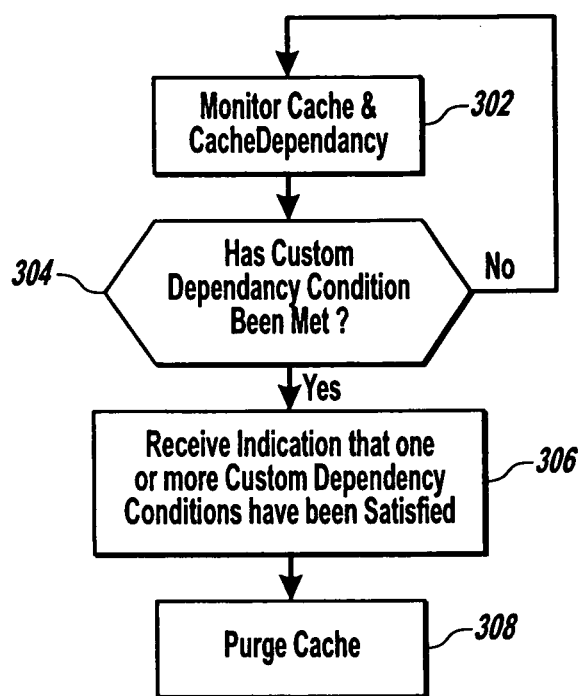 Monitor Cache &
CacheDependancy
302
Has Custom
Dependancy Condition
Been Met ?
304
No
Yes
Receive Indication that one
or more Custom Dependency
Conditions have been Satisfied
306
Purge Cache
308